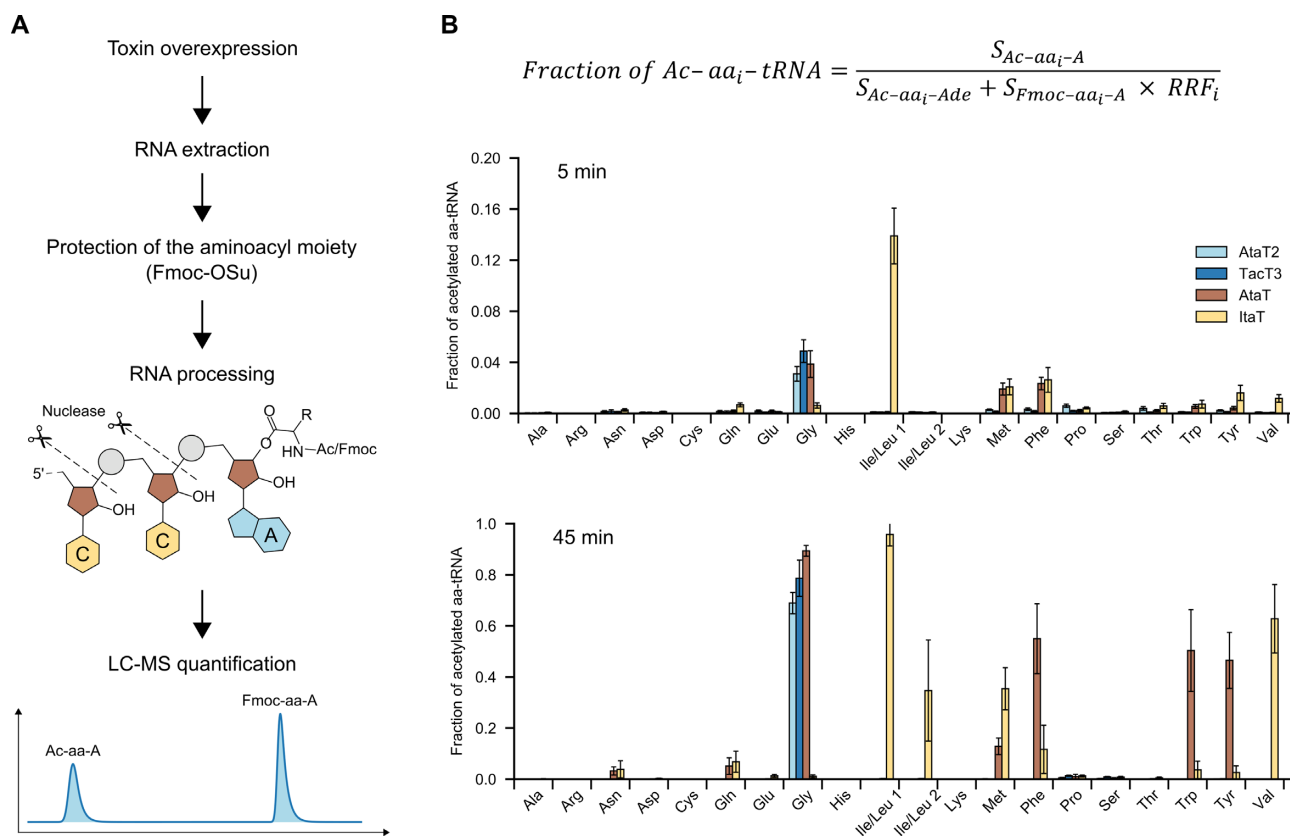 A
Toxin overexpression
RNA extraction
Protection of the aminoacyl moiety
(Fmoc-OSu)
RNA processing
Nuclease
O
R
O
HN
Ac/Fmoc
5'
OH
OH
OH
C
C
A
LC-MS quantification
Fmoc-aa-A
Ac-aa-A
B
Fraction of Ac-aaᵢ-tRNA = S_Ac-aaᵢ-A
S_Ac-aaᵢ-Ade + S_Fmoc-aaᵢ-A × RRFᵢ
5 min
Fraction of acetylated aa-tRNA
0.20
0.16
0.12
0.08
0.04
0.00
AtaT2
TacT3
AtaT
ItaT
Ala
Arg
Asn
Asp
Cys
Gln
Glu
Gly
His
Ile/Leu 1
Ile/Leu 2
Lys
Met
Phe
Pro
Ser
Thr
Trp
Tyr
Val
45 min
Fraction of acetylated aa-tRNA
1.0
0.8
0.6
0.4
0.2
0.0
Ala
Arg
Asn
Asp
Cys
Gln
Glu
Gly
His
Ile/Leu 1
Ile/Leu 2
Lys
Met
Phe
Pro
Ser
Thr
Trp
Tyr
Val